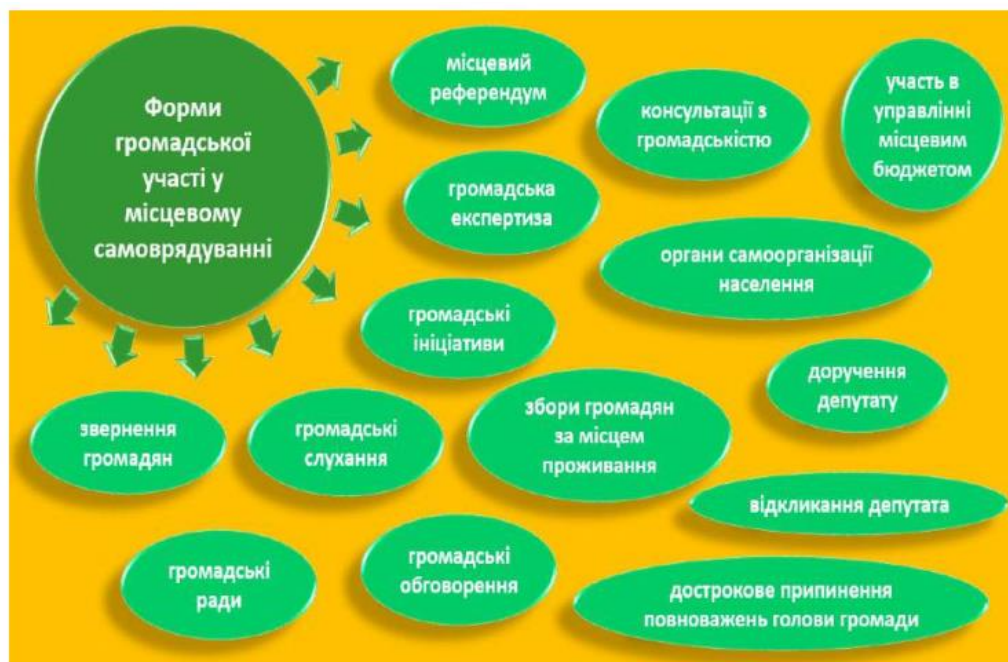 Форми
громадської
участі у
місцевому
самоврядуванні
місцевий
референдум
консультації з
громадськістю
участь в
управлінні
місцевим
бюджетом
громадська
експертиза
органи самоорганізації
населення
громадські
ініціативи
доручення
депутату
звернення
громадян
громадські
слухання
збори громадян
за місцем
проживання
відкликання депутата
громадські
ради
громадські
обговорення
дострокове припинення
повноважень голови громади